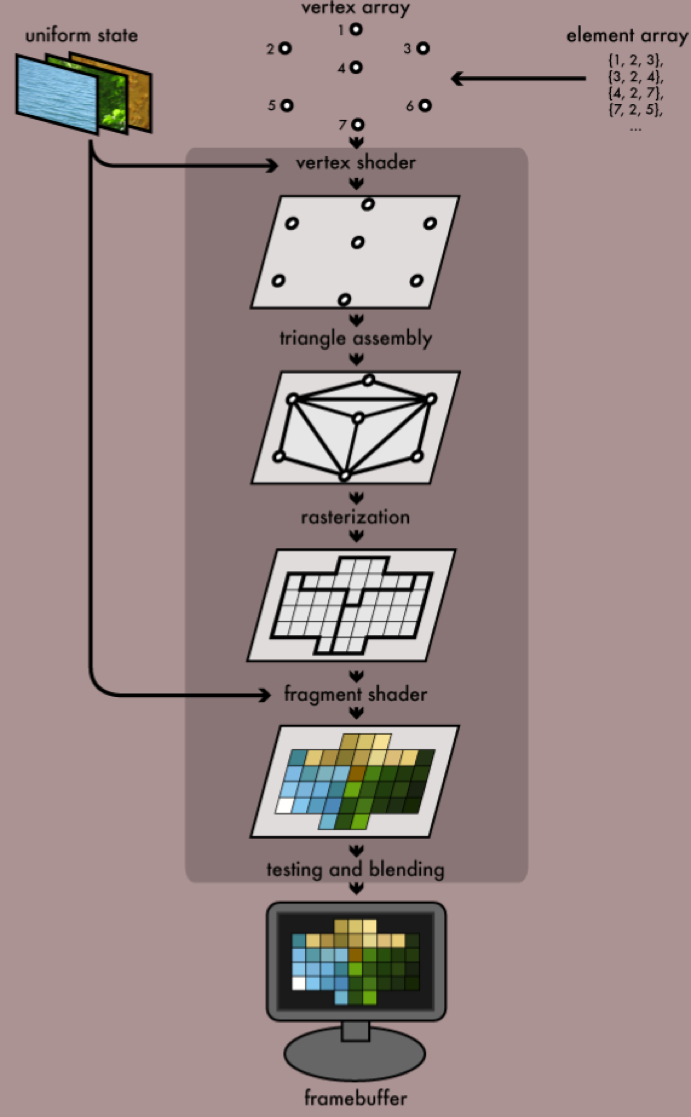 vertex array
uniform state
element array
1
2
3
4
5
6
7
{1, 2, 3},
{3, 2, 4},
{4, 2, 7},
{7, 2, 5},
...
vertex shader
triangle assembly
rasterization
fragment shader
testing and blending
framebuffer